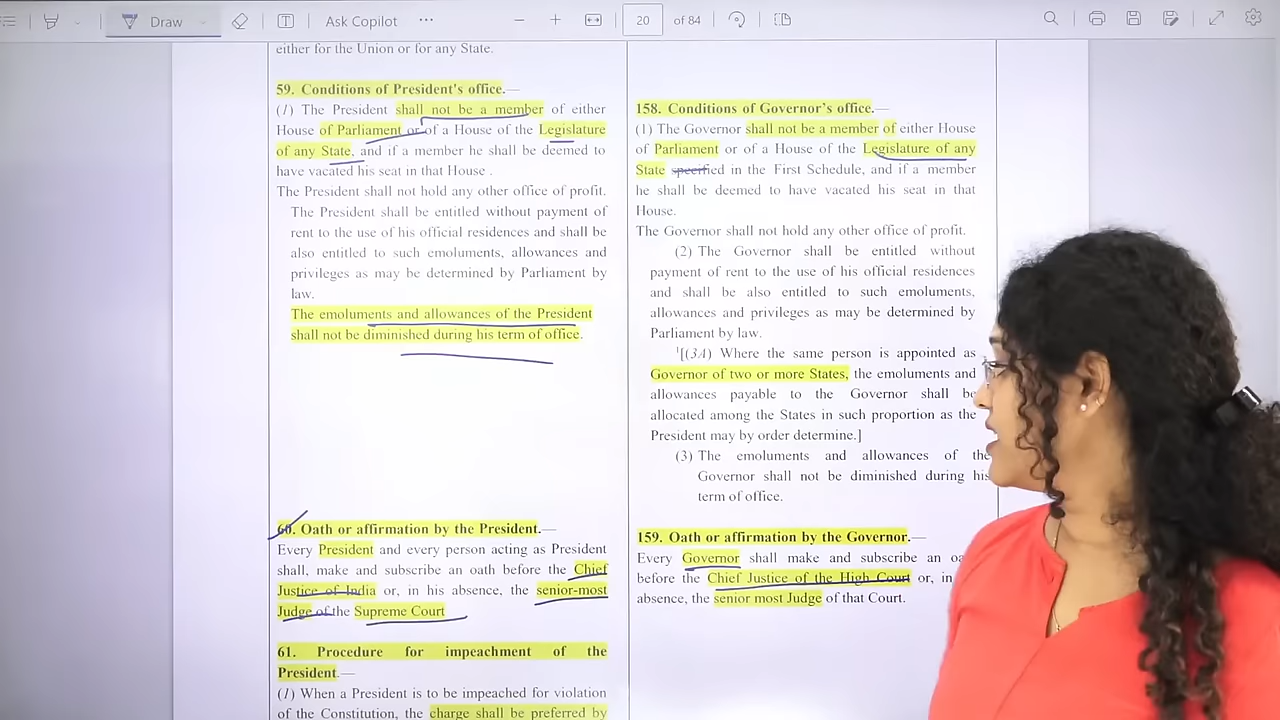 Draw
Ask Copilot
20 of 84
either for the Union or for any State.
59. Conditions of President's office.—
(1) The President shall not be a member of either
House of Parliament or of a House of the Legislature
of any State, and if a member he shall be deemed to
have vacated his seat in that House .
The President shall not hold any other office of profit.
The President shall be entitled without payment of
rent to the use of his official residences and shall be
also entitled to such emoluments, allowances and
privileges as may be determined by Parliament by
law.
The emoluments and allowances of the President
shall not be diminished during his term of office.
60. Oath or affirmation by the President.—
Every President and every person acting as President
shall, make and subscribe an oath before the Chief
Justice of India or, in his absence, the senior-most
Judge of the Supreme Court
61. Procedure for impeachment of the
President.—
(1) When a President is to be impeached for violation
of the Constitution, the charge shall be preferred by
158. Conditions of Governor's office.—
(1) The Governor shall not be a member of either House
of Parliament or of a House of the Legislature of any
State specified in the First Schedule, and if a member
he shall be deemed to have vacated his seat in that
House.
The Governor shall not hold any other office of profit.
(2) The Governor shall be entitled without
payment of rent to the use of his official residences
and shall be also entitled to such emoluments,
allowances and privileges as may be determined by
Parliament by law.
1[(3A) Where the same person is appointed as
Governor of two or more States, the emoluments and
allowances payable to the Governor shall be
allocated among the States in such proportion as the
President may by order determine.]
(3) The emoluments and allowances of the
Governor shall not be diminished during his
term of office.
159. Oath or affirmation by the Governor.—
Every Governor shall make and subscribe an
before the Chief Justice of the High Court or, in
absence, the senior most Judge of that Court.